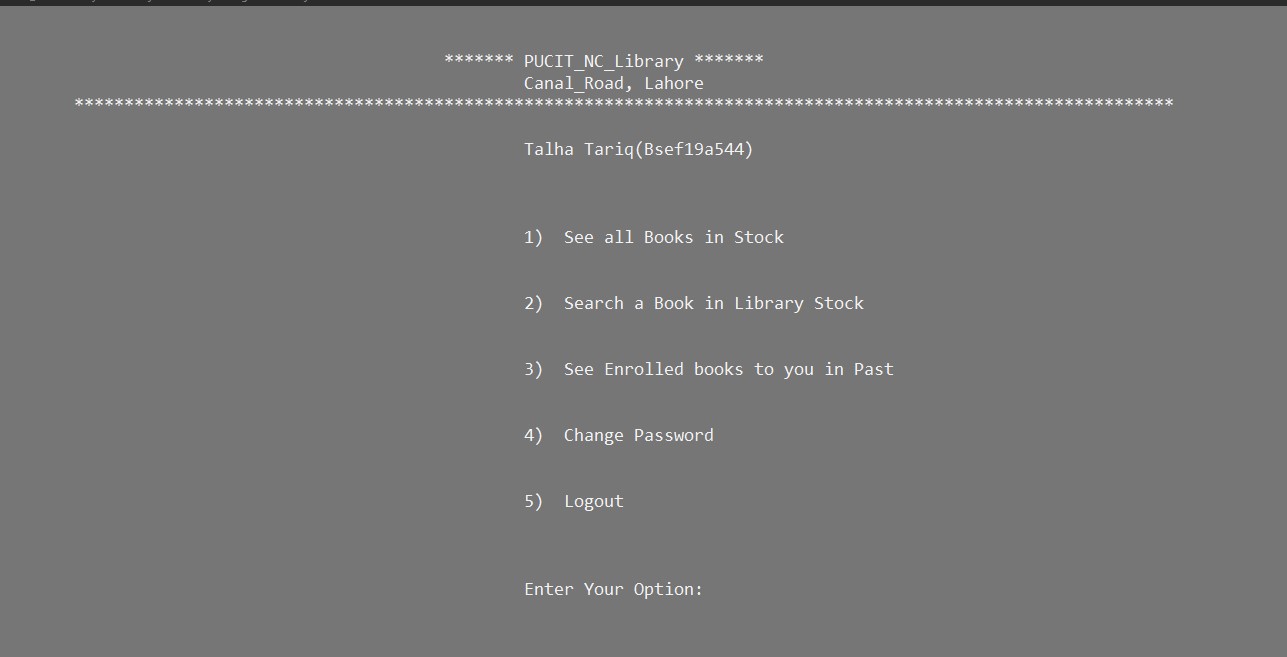 ******* PUCIT_NC_Library *******
Canal_Road, Lahore
**************************************************************************************************************
Talha Tariq(Bsef19a544)
1) See all Books in Stock
2) Search a Book in Library Stock
3) See Enrolled books to you in Past
4) Change Password
5) Logout
Enter Your Option: